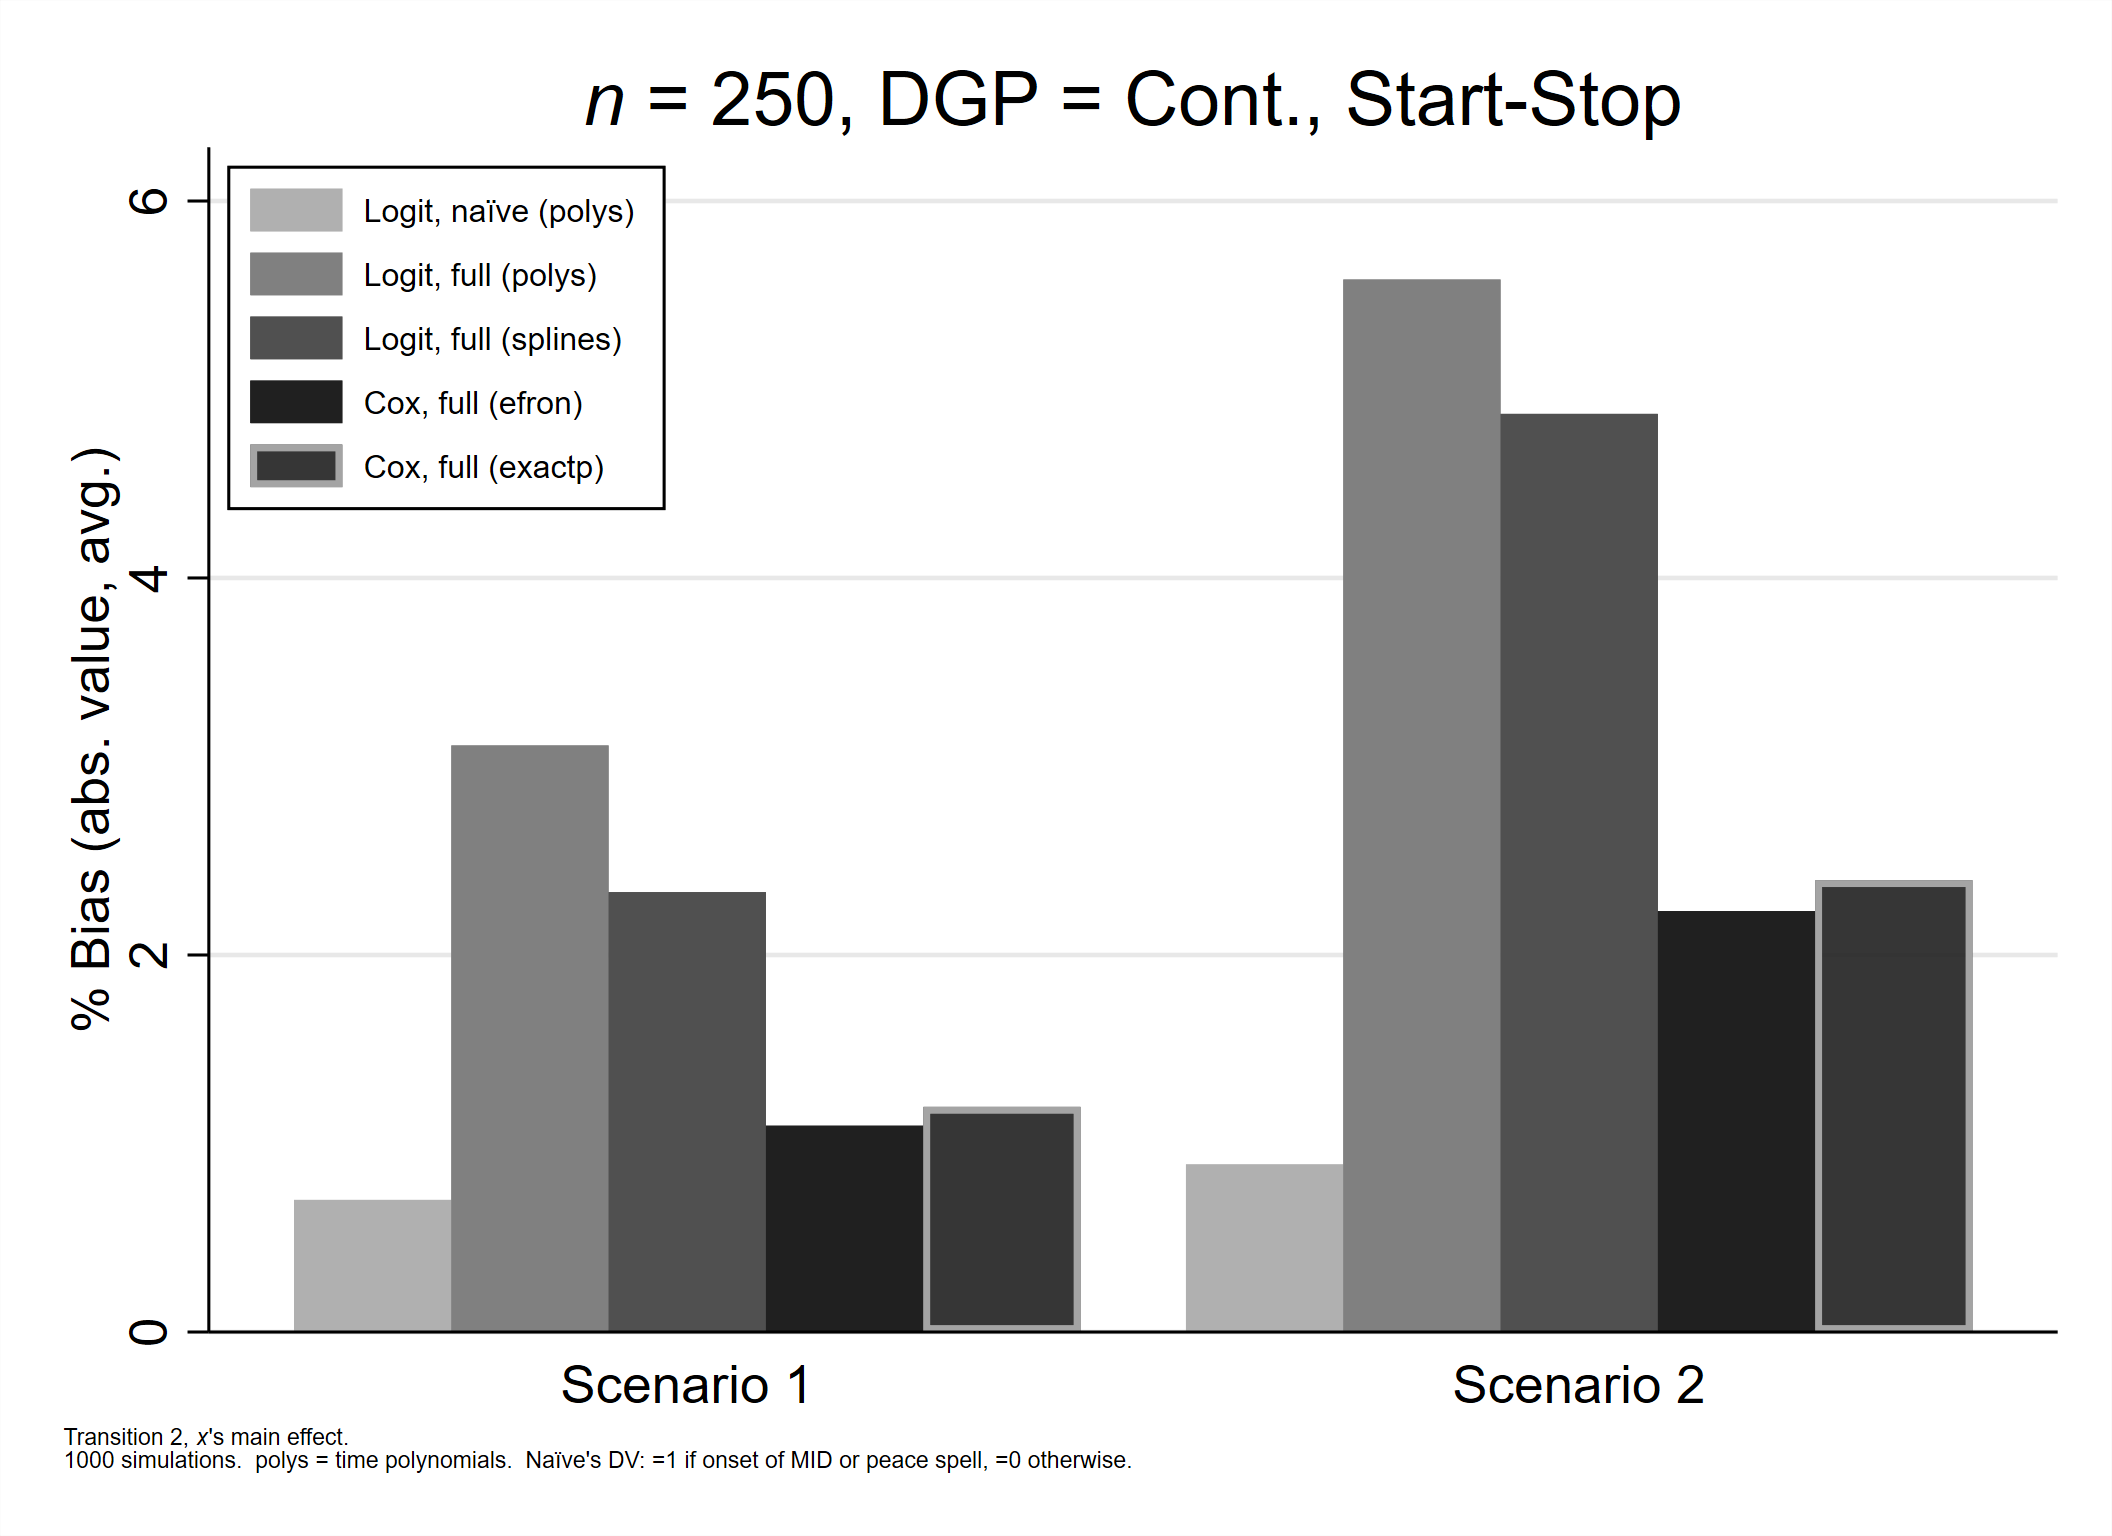 n = 250, DGP = Cont., Start-Stop
Logit, naïve (polys)
Logit, full (polys)
Logit, full (splines)
Cox, full (efron)
Cox, full (exactp)
% Bias (abs. value, avg.)
6
4
2
0
Scenario 1
Scenario 2
Transition 2, x's main effect.
1000 simulations.  polys = time polynomials.  Naïve's DV: =1 if onset of MID or peace spell, =0 otherwise.